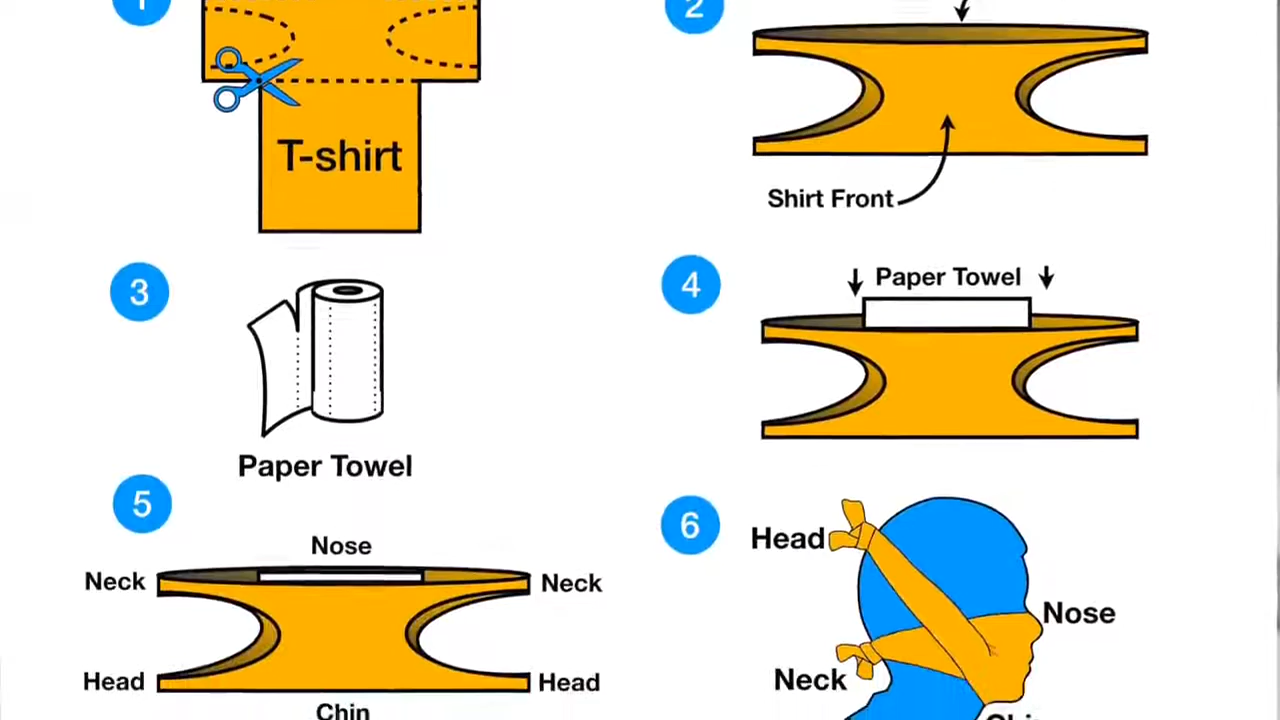 1
2
T-shirt
Shirt Front
3
4
Paper Towel
Paper Towel
5
6
Nose
Head
Neck
Neck
Nose
Head
Head
Neck
Chin